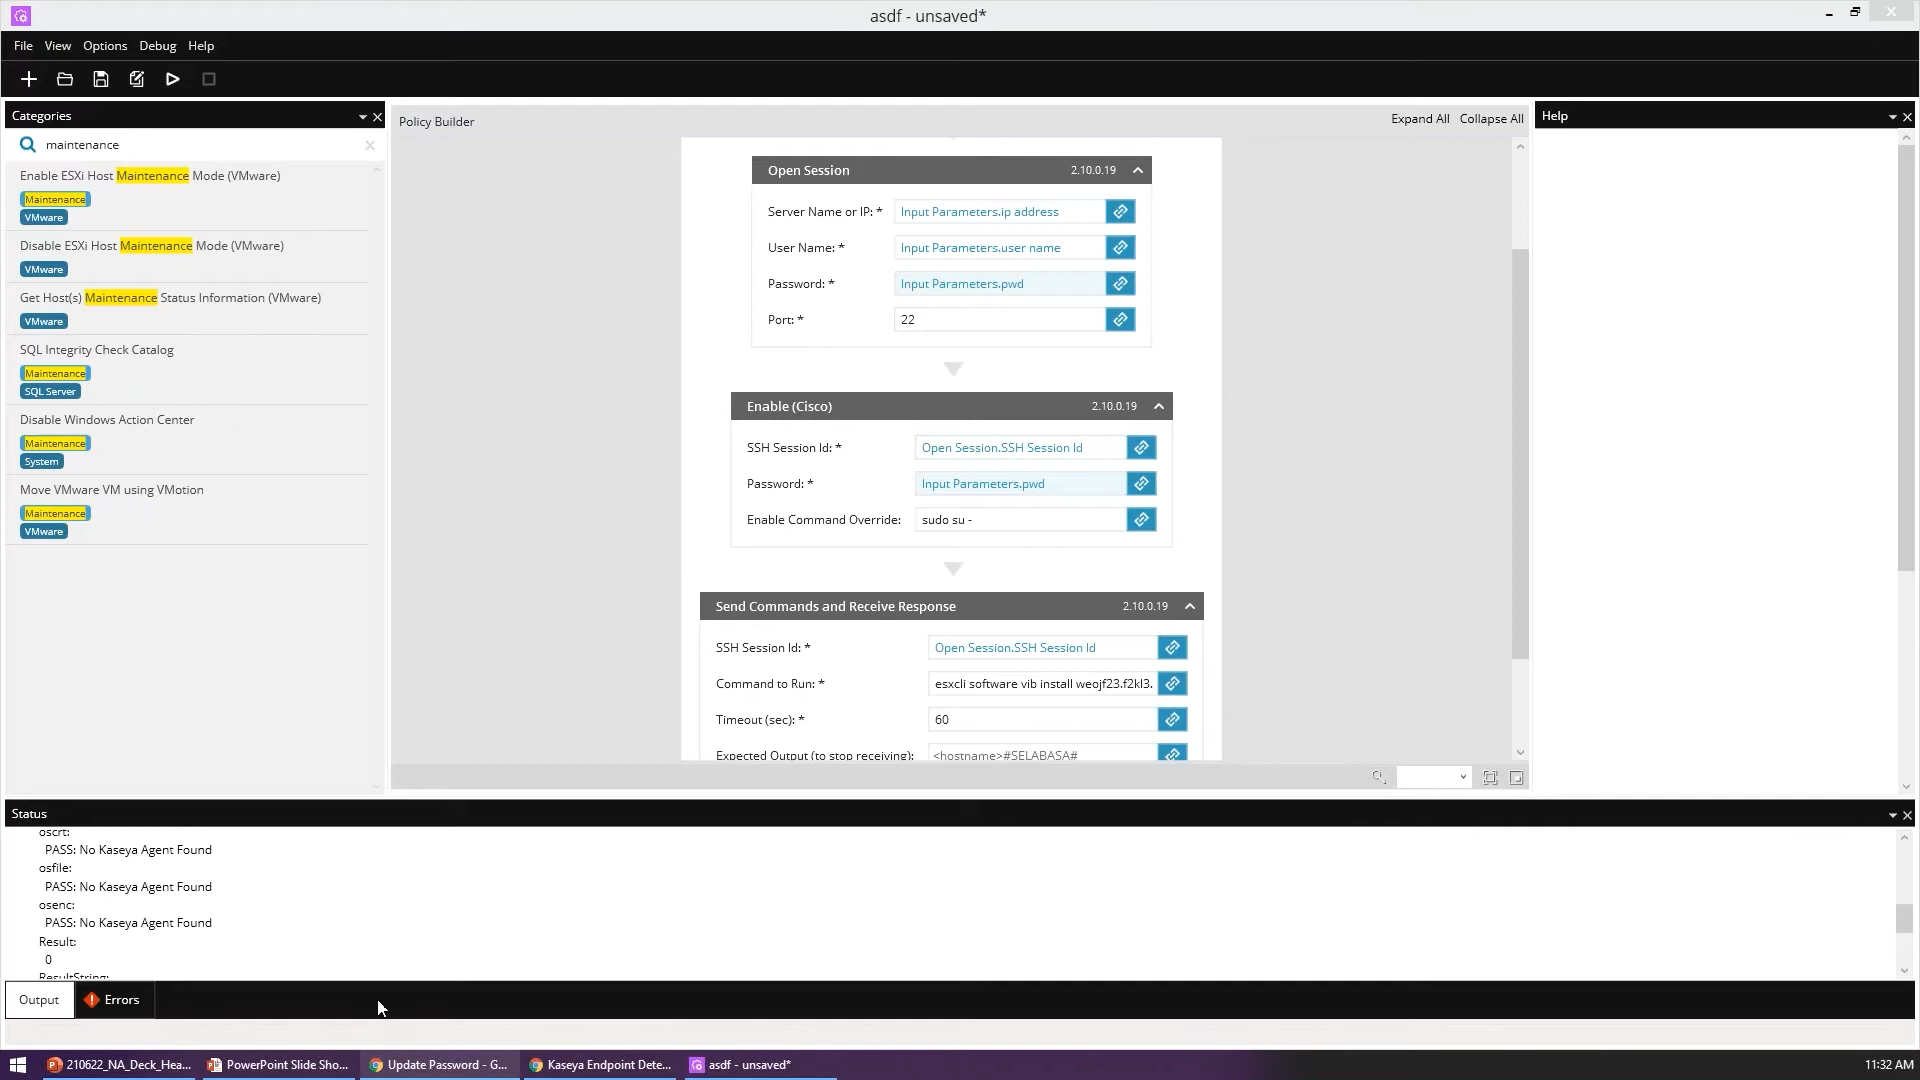 asdf - unsaved*
File View Options Debug Help
Categories
maintenance
Enable ESXi Host Maintenance Mode (VMware)
Maintenance
VMware
Disable ESXi Host Maintenance Mode (VMware)
VMware
Get Host(s) Maintenance Status Information (VMware)
VMware
SQL Integrity Check Catalog
Maintenance
SQL Server
Disable Windows Action Center
Maintenance
System
Move VMware VM using VMotion
Maintenance
VMware
Policy Builder
Expand All Collapse All
Open Session 2.10.0.19
Server Name or IP: * Input Parameters.ip address
User Name: * Input Parameters.user name
Password: * Input Parameters.pwd
Port: * 22
Enable (Cisco) 2.10.0.19
SSH Session Id: * Open Session.SSH Session Id
Password: * Input Parameters.pwd
Enable Command Override: sudo su -
Send Commands and Receive Response 2.10.0.19
SSH Session Id: * Open Session.SSH Session Id
Command to Run: * esxcli software vib install weojf23.f2kl3.
Timeout (sec): * 60
Expected Output (to stop receiving): <hostname>#SELABASA#
Help
Status
oscrt:
PASS: No Kaseya Agent Found
osfile:
PASS: No Kaseya Agent Found
osenc:
PASS: No Kaseya Agent Found
Result:
0
ResultString:
Output Errors
210622_NA_Deck_Hea... PowerPoint Slide Sho... Update Password - G... Kaseya Endpoint Dete... asdf - unsaved* 11:32 AM